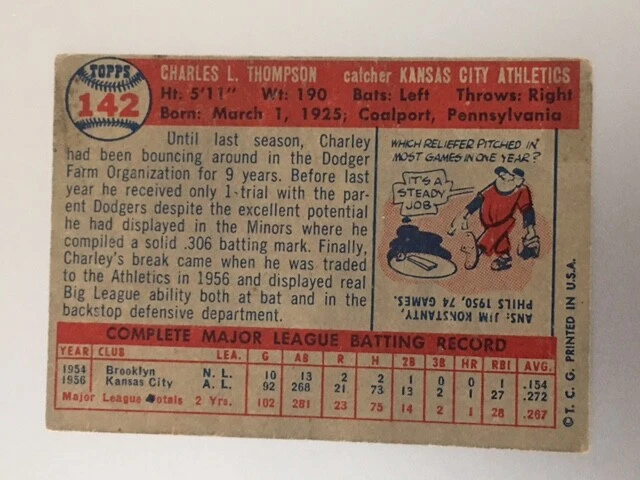 TOPPS
142
CHARLES L. THOMPSON catcher KANSAS CITY ATHLETICS
Ht: 5'11" Wt: 190 Bats: Left Throws: Right
Born: March 1, 1925; Coalport, Pennsylvania
Until last season, Charley
had been bouncing around in the Dodger
Farm Organization for 9 years. Before last
year he received only 1-trial with the par-
ent Dodgers despite the excellent potential
he had displayed in the Minors where he
compiled a solid .306 batting mark. Finally,
Charley's break came when he was traded
to the Athletics in 1956 and displayed real
Big League ability both at bat and in the
backstop defensive department.
WHICH RELIEFER PITCHED IN
MOST GAMES IN ONE YEAR?
IT'S A
STEADY
JOB
ANS: JIM KONSTANTY,
PHILS 1950, 74 GAMES.
COMPLETE MAJOR LEAGUE BATTING RECORD
YEAR CLUB LEA. G AB R H 2B 3B HR RBI AVG.
1954 Brooklyn N. L. 10 13 2 2 1 0 0 1 .154
1956 Kansas City A. L. 92 268 21 73 13 2 1 27 .272
Major League Totals 2 Yrs. 102 281 23 75 14 2 1 28 .267
© T. C. G. PRINTED IN U.S.A.